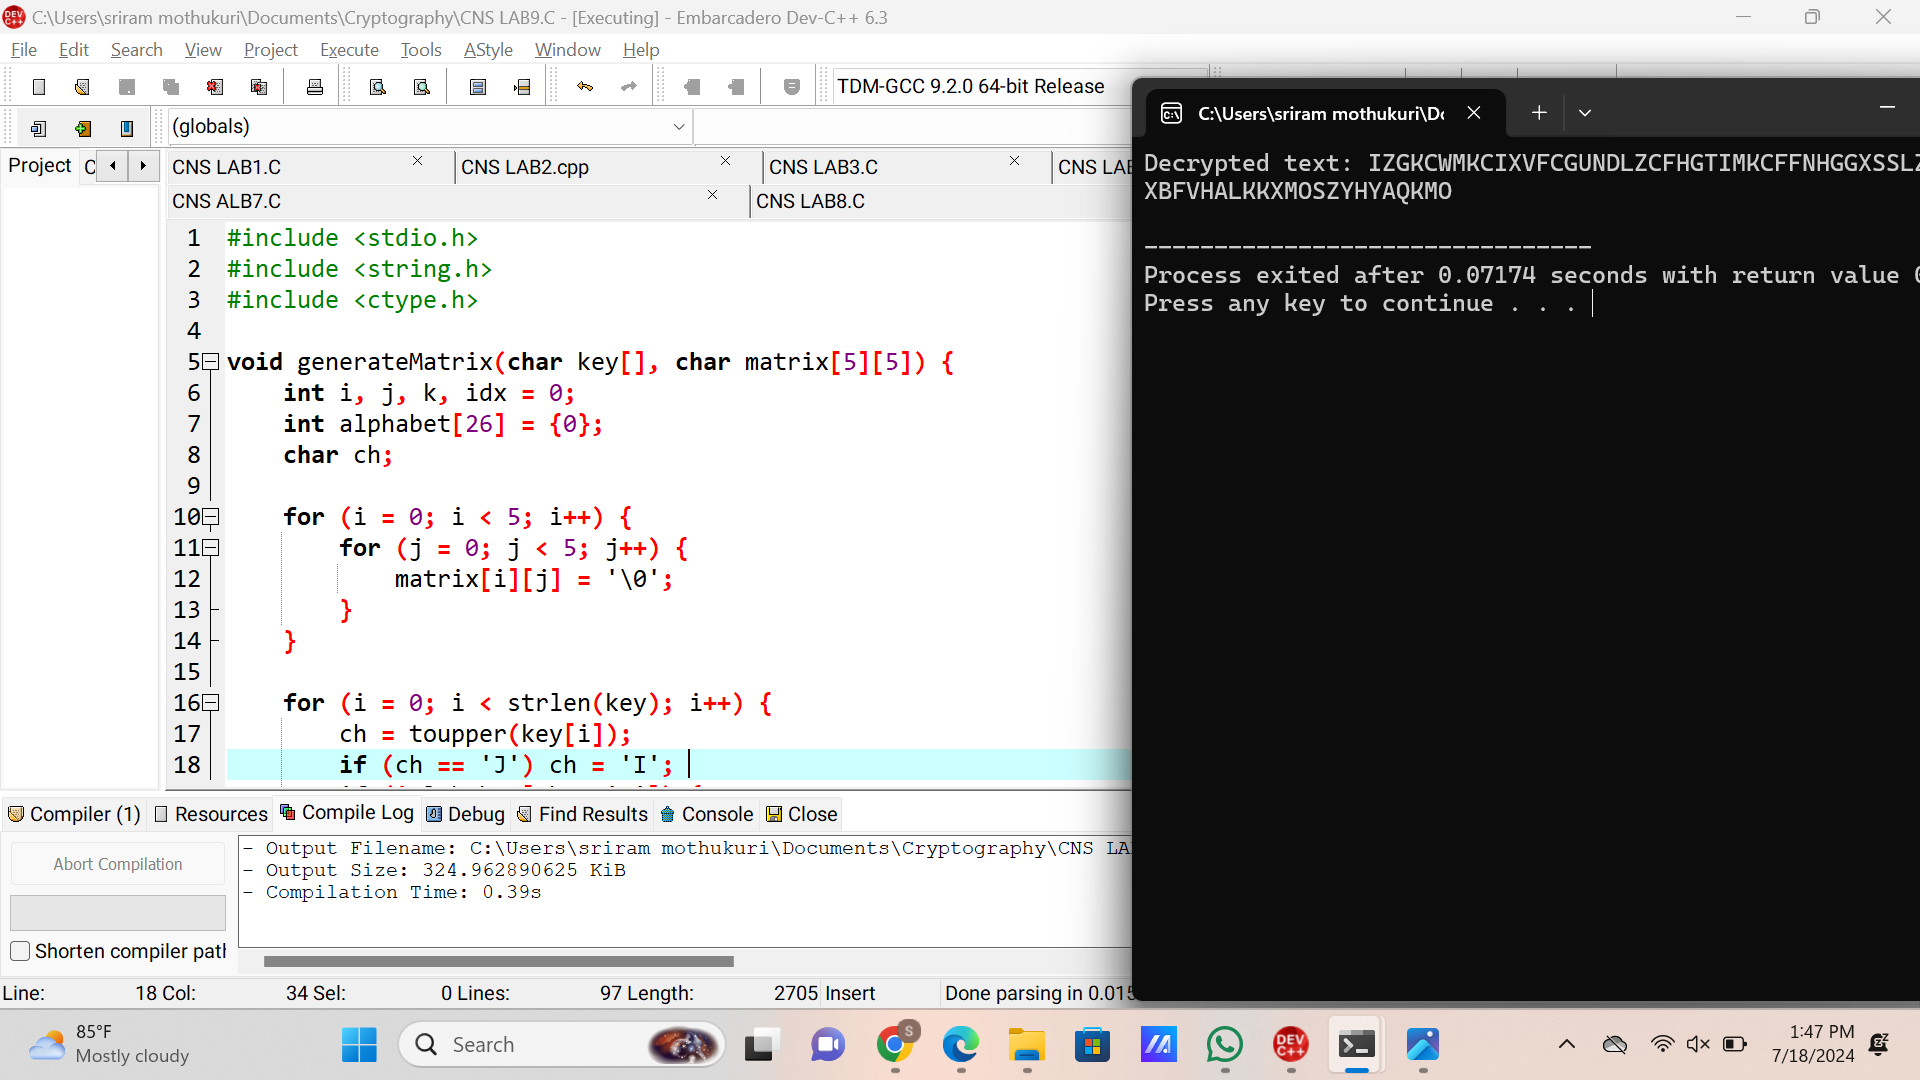 C:\Users\sriram mothukuri\Documents\Cryptography\CNS LAB9.C - [Executing] - Embarcadero Dev-C++ 6.3
File Edit Search View Project Execute Tools AStyle Window Help
TDM-GCC 9.2.0 64-bit Release
(globals)
Project
CNS LAB1.C CNS LAB2.cpp CNS LAB3.C CNS LAB
CNS ALB7.C CNS LAB8.C
1 #include <stdio.h>
2 #include <string.h>
3 #include <ctype.h>
4
5 void generateMatrix(char key[], char matrix[5][5]) {
6 int i, j, k, idx = 0;
7 int alphabet[26] = {0};
8 char ch;
9
10 for (i = 0; i < 5; i++) {
11 for (j = 0; j < 5; j++) {
12 matrix[i][j] = '\0';
13 }
14 }
15
16 for (i = 0; i < strlen(key); i++) {
17 ch = toupper(key[i]);
18 if (ch == 'J') ch = 'I';
Compiler (1) Resources Compile Log Debug Find Results Console Close
Abort Compilation
Shorten compiler path
- Output Filename: C:\Users\sriram mothukuri\Documents\Cryptography\CNS LA
- Output Size: 324.962890625 KiB
- Compilation Time: 0.39s
Line: 18 Col: 34 Sel: 0 Lines: 97 Length: 2705 Insert Done parsing in 0.015
C:\Users\sriram mothukuri\Do
Decrypted text: IZGKCWMKCIXVFCGUNDLZCFHGTIMKCFFNHGGXSSLZ
XBFVHALKKXMOSZYHYAQKMO
--------------------------------
Process exited after 0.07174 seconds with return value 0
Press any key to continue . . .
85°F
Mostly cloudy
Search
1:47 PM
7/18/2024